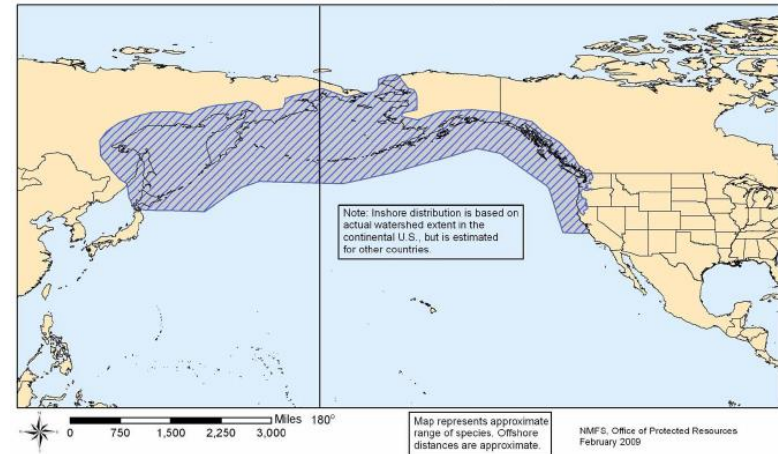 Note: Inshore distribution is based on
actual watershed extent in the
continental U.S., but is estimated
for other countries.
Miles 180°
0 750 1,500 2,250 3,000
Map represents approximate
range of species. Offshore
distances are approximate.
NMFS, Office of Protected Resources
February 2009